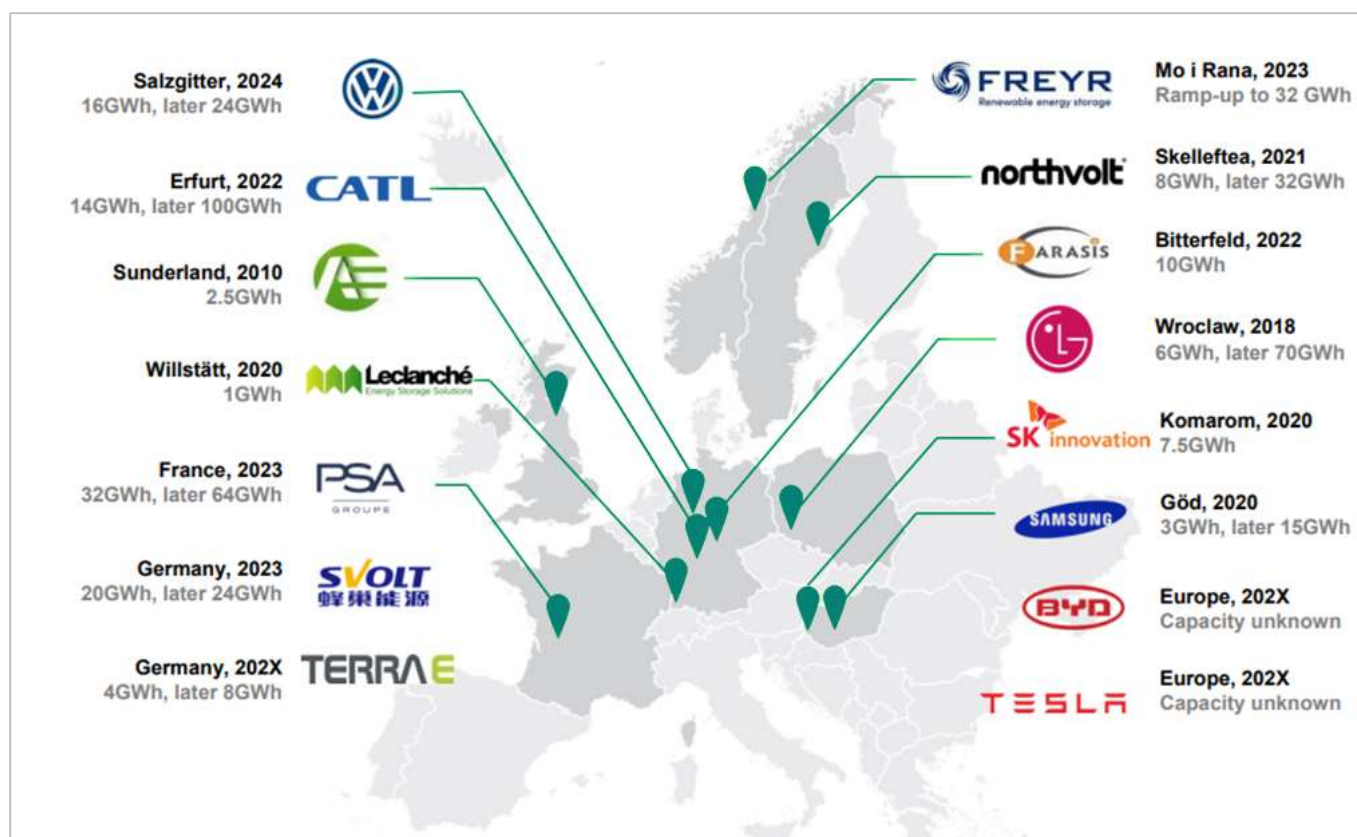 Salzgitter, 2024
16GWh, later 24GWh
Erfurt, 2022
14GWh, later 100GWh
CATL
Sunderland, 2010
2.5GWh
AE
Willstätt, 2020
1GWh
Leclanché
Energy Storage Solutions
France, 2023
32GWh, later 64GWh
PSA
GROUPE
Germany, 2023
20GWh, later 24GWh
SVOLT
蜂巢能源
Germany, 202X
4GWh, later 8GWh
TERRA E
FREYR
Renewable energy storage
Mo i Rana, 2023
Ramp-up to 32 GWh
northvolt
Skelleftea, 2021
8GWh, later 32GWh
FARASIS
Bitterfeld, 2022
10GWh
LG
Wroclaw, 2018
6GWh, later 70GWh
SK innovation
Komarom, 2020
7.5GWh
SAMSUNG
Göd, 2020
3GWh, later 15GWh
BYD
Europe, 202X
Capacity unknown
TESLA
Europe, 202X
Capacity unknown